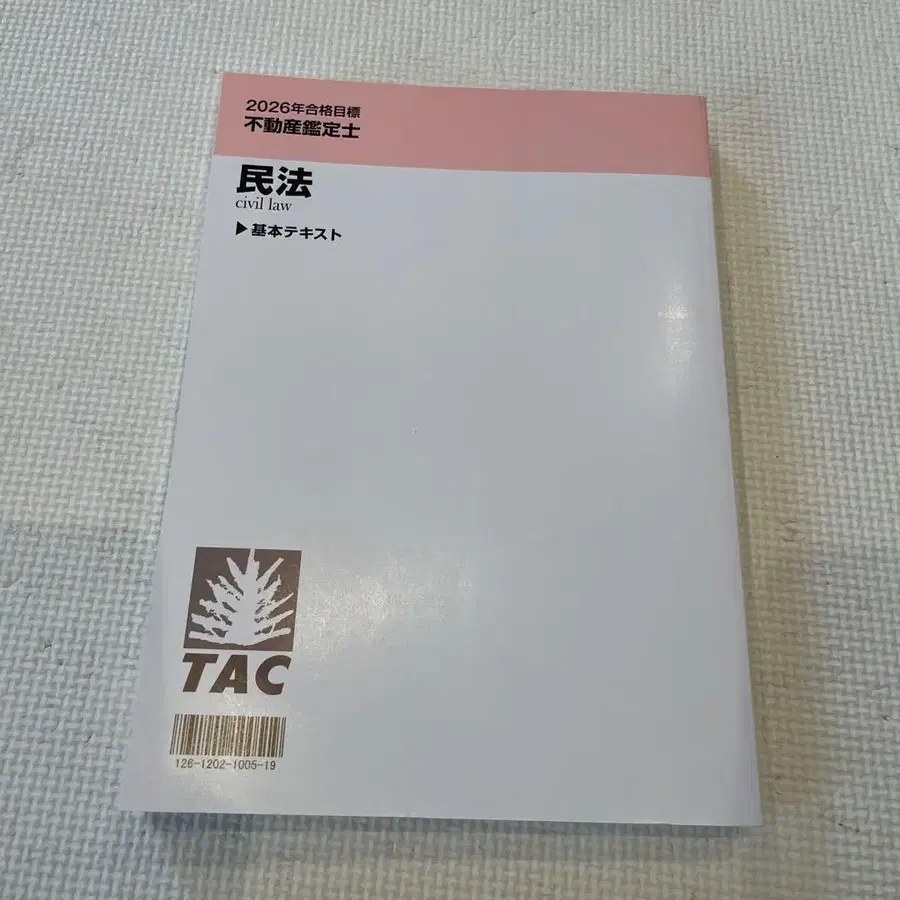 2026年合格目標
不動産鑑定士
民法
civil law
▶基本テキスト
TAC
126-1202-1005-19